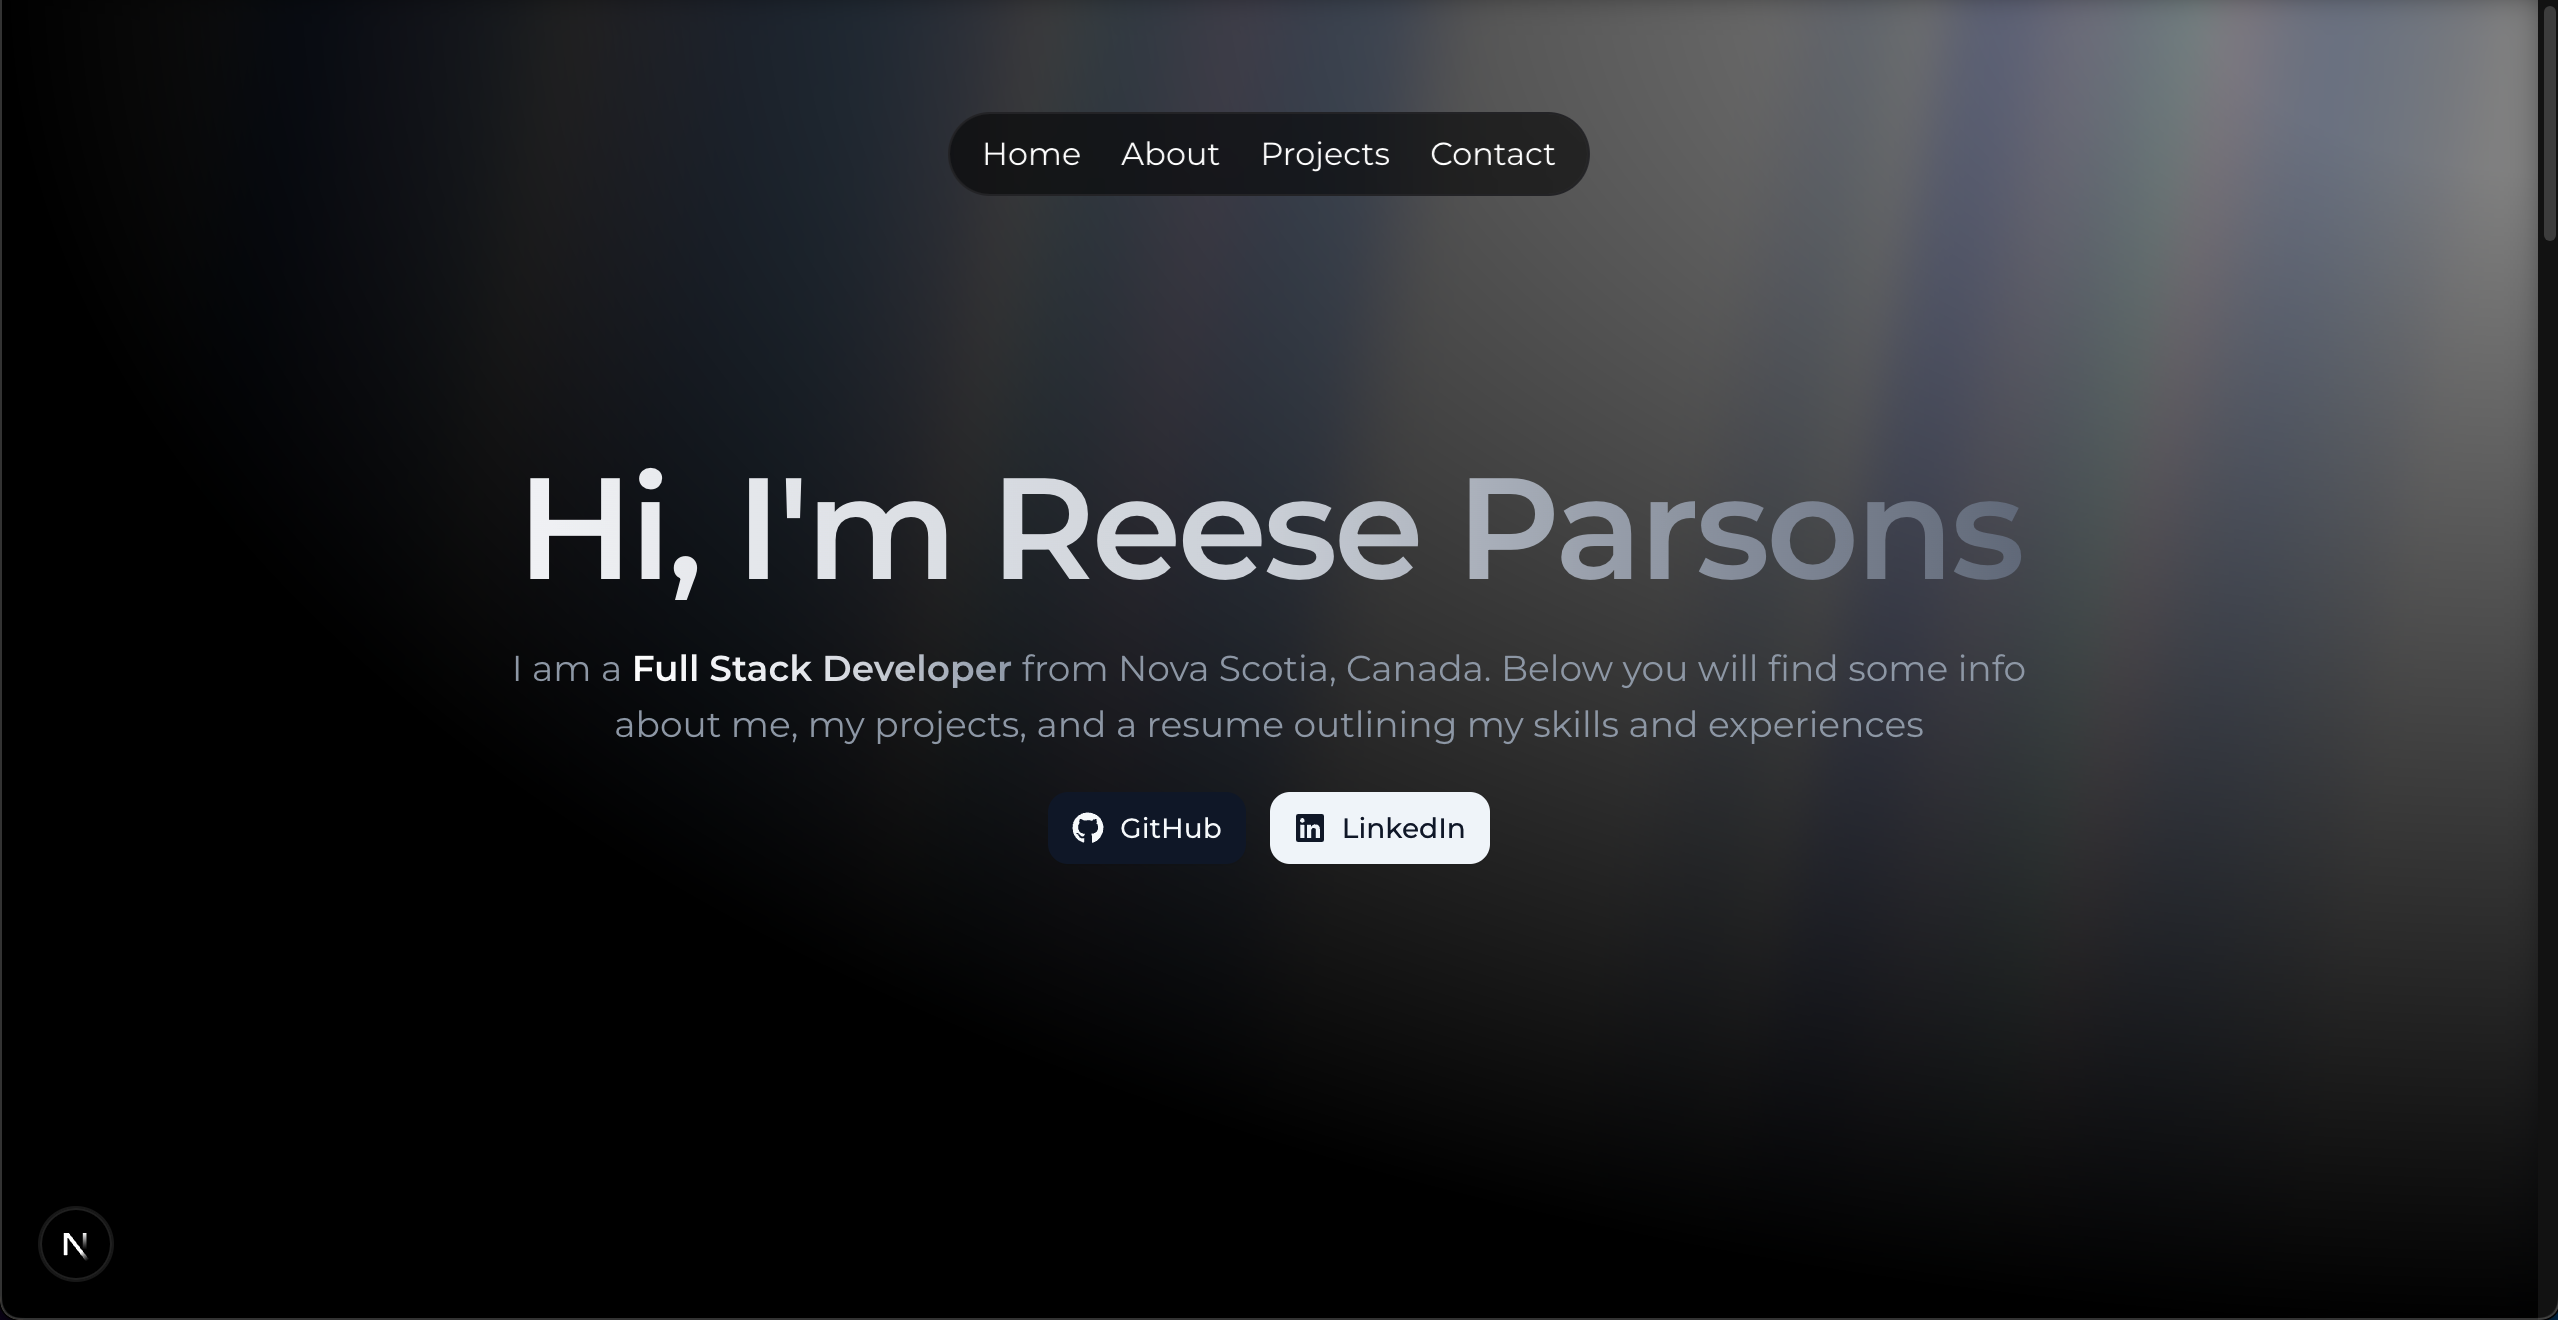 Home About Projects Contact
Hi, I'm Reese Parsons
I am a Full Stack Developer from Nova Scotia, Canada. Below you will find some info
about me, my projects, and a resume outlining my skills and experiences
GitHub LinkedIn
N